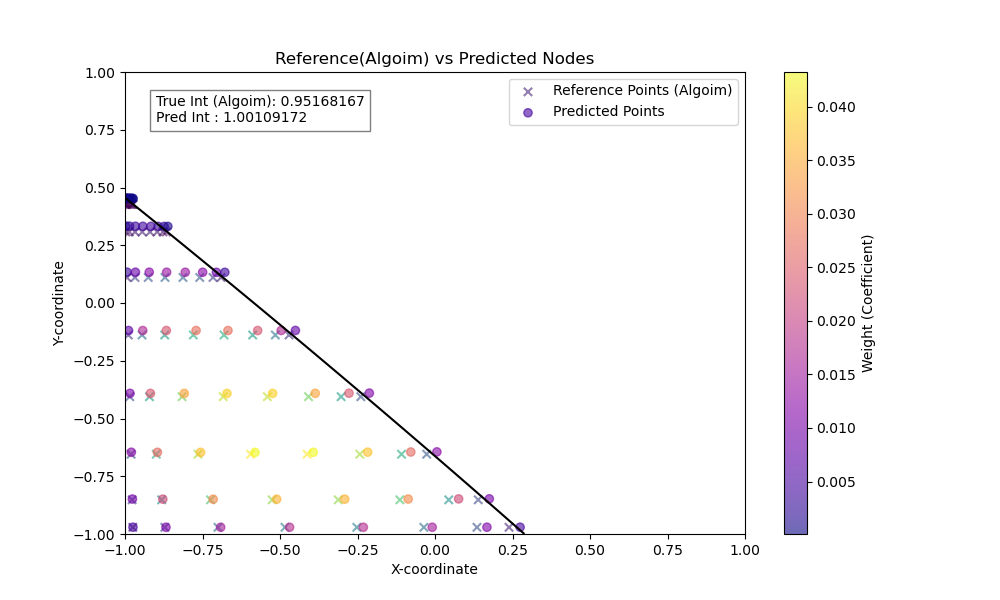 Reference(Algoim) vs Predicted Nodes
True Int (Algoim): 0.95168167
Pred Int : 1.00109172
Reference Points (Algoim)
Predicted Points
1.00
0.75
0.50
0.25
0.00
−0.25
−0.50
−0.75
−1.00
Y-coordinate
−1.00 −0.75 −0.50 −0.25 0.00 0.25 0.50 0.75 1.00
X-coordinate
0.040
0.035
0.030
0.025
0.020
0.015
0.010
0.005
Weight (Coefficient)